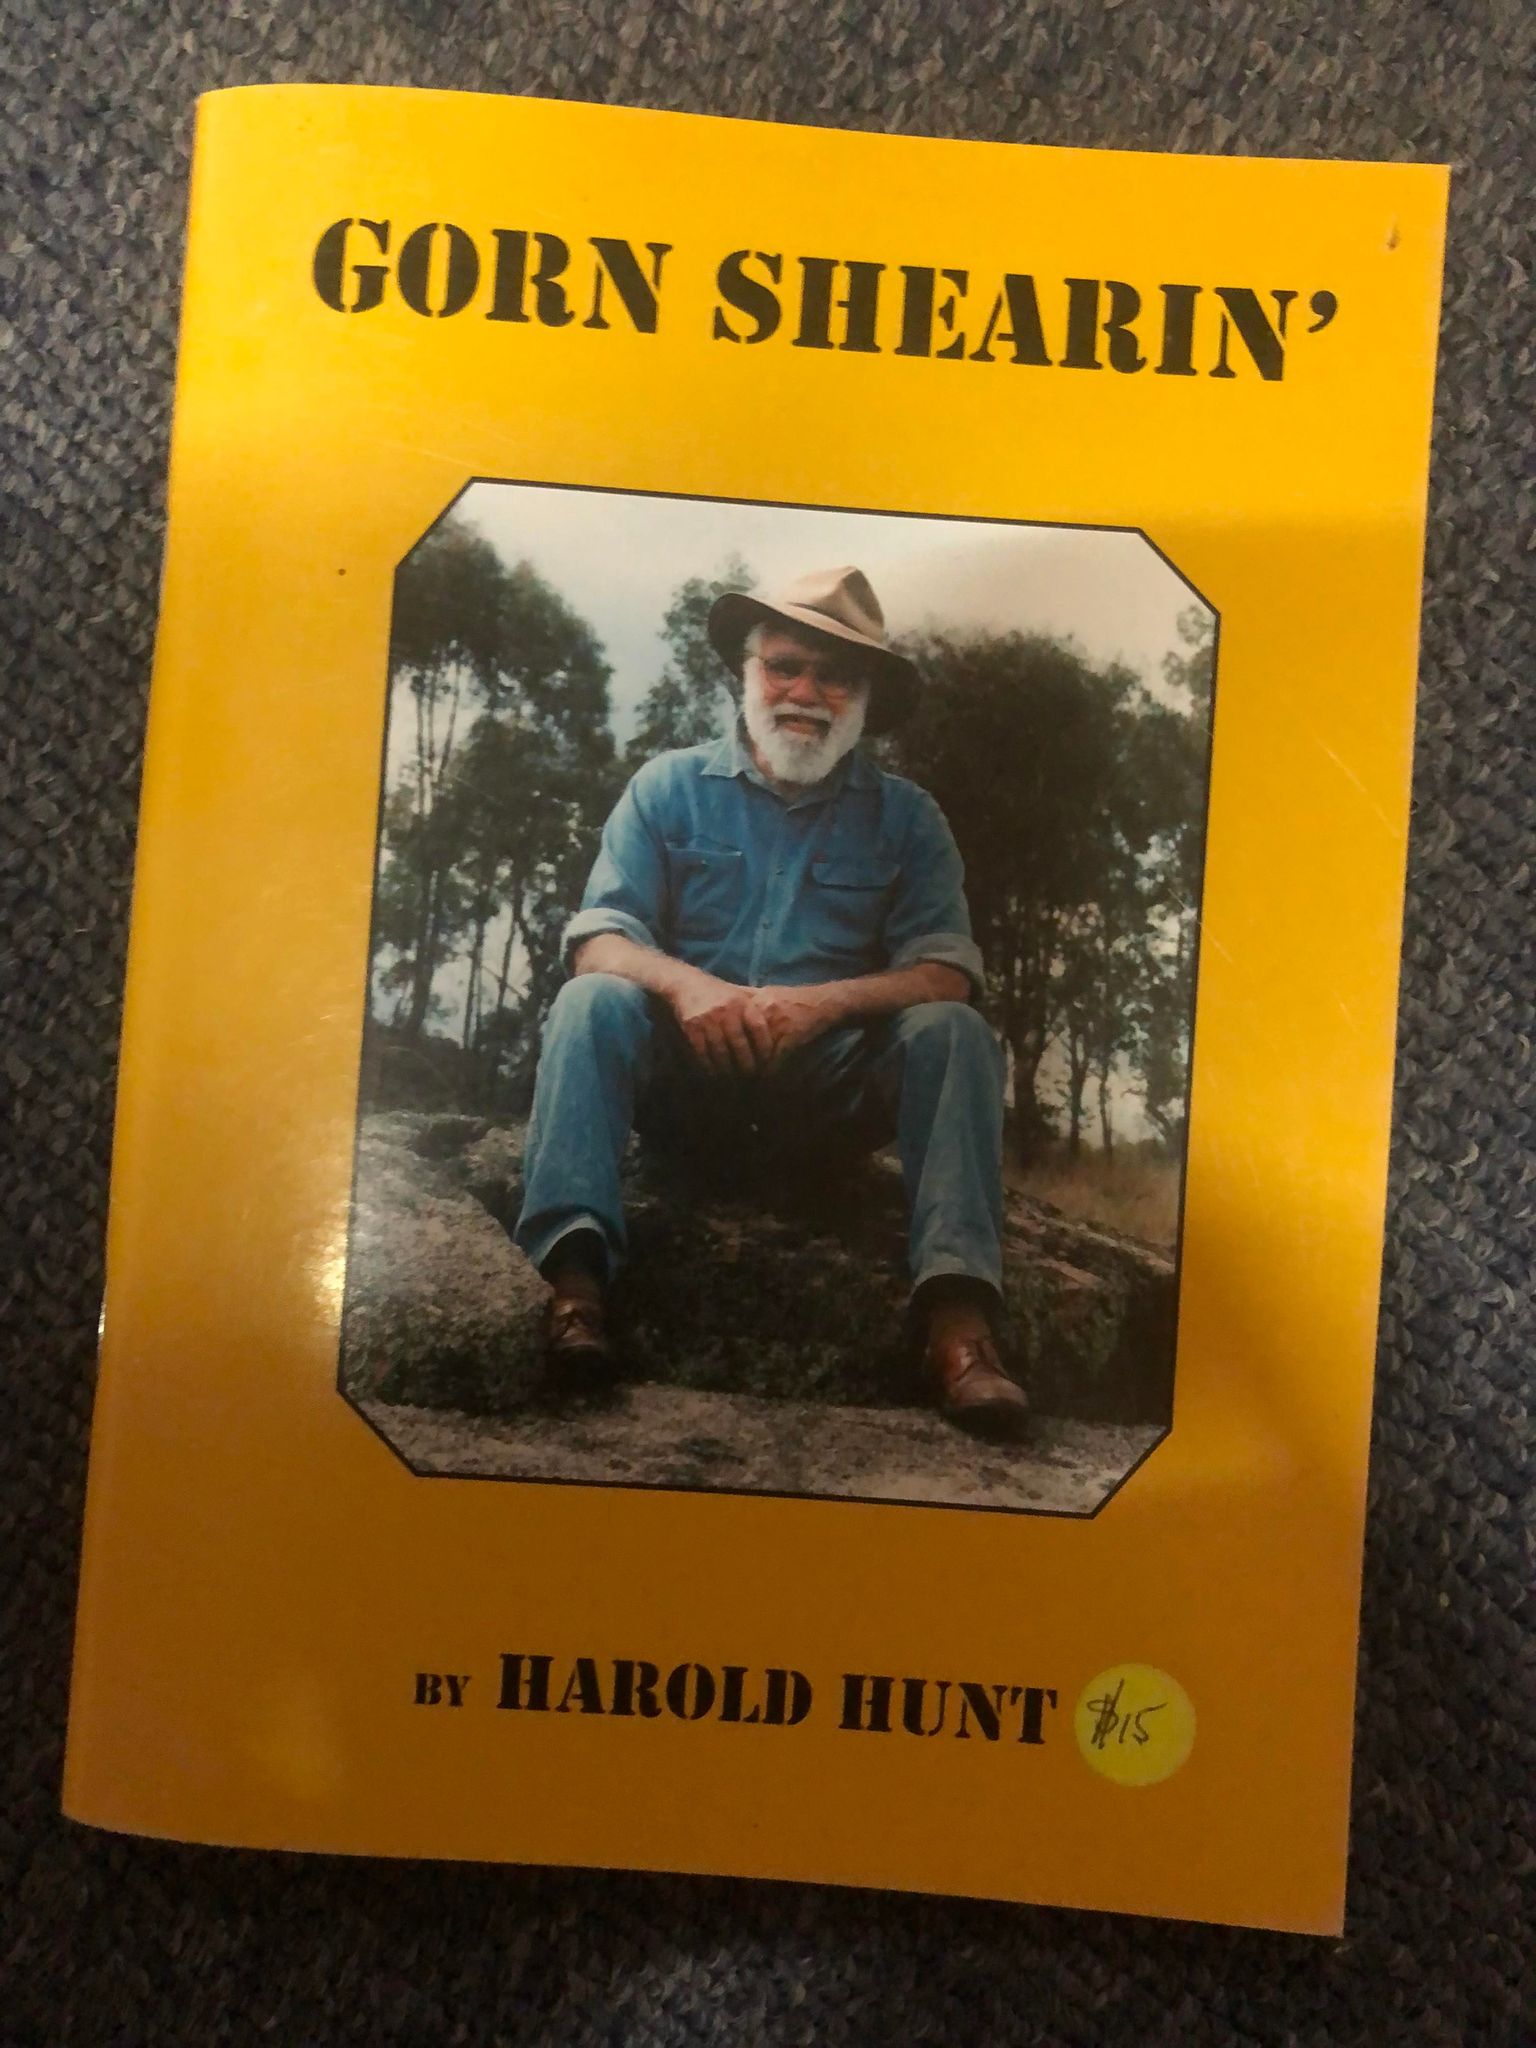 GORN SHEARIN’
BY HAROLD HUNT
$15